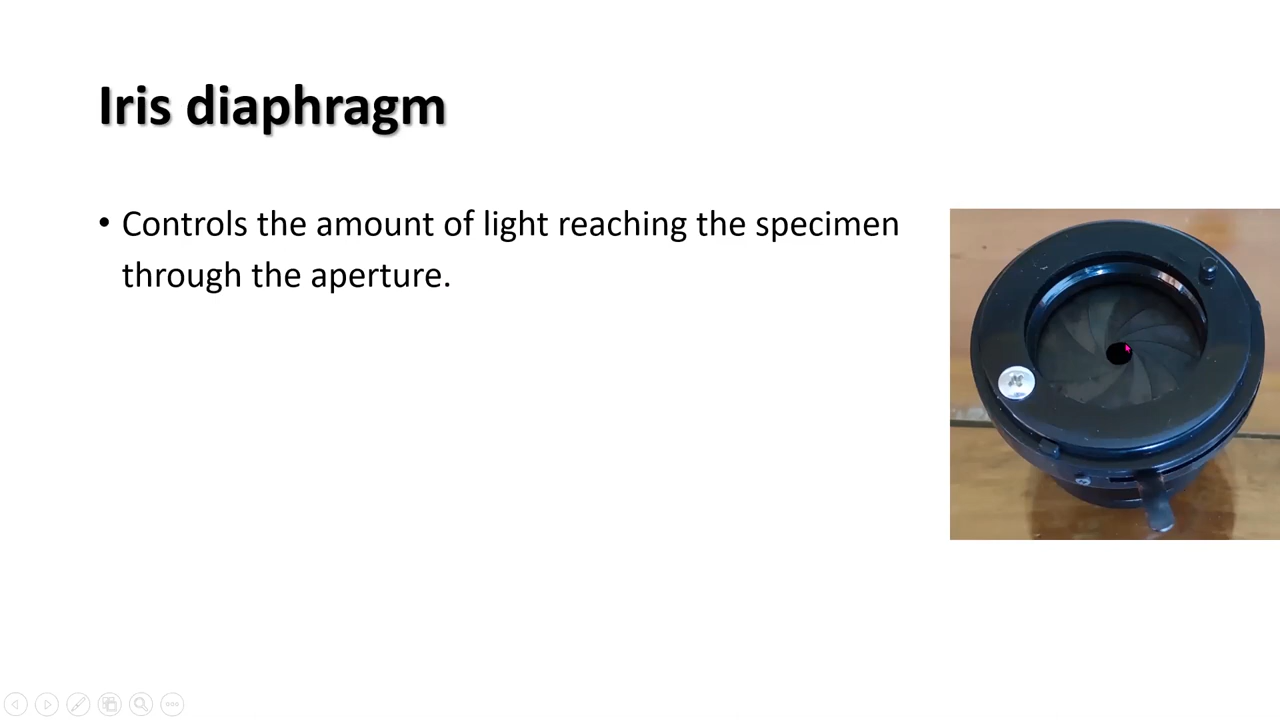 Iris diaphragm
• Controls the amount of light reaching the specimen
through the aperture.